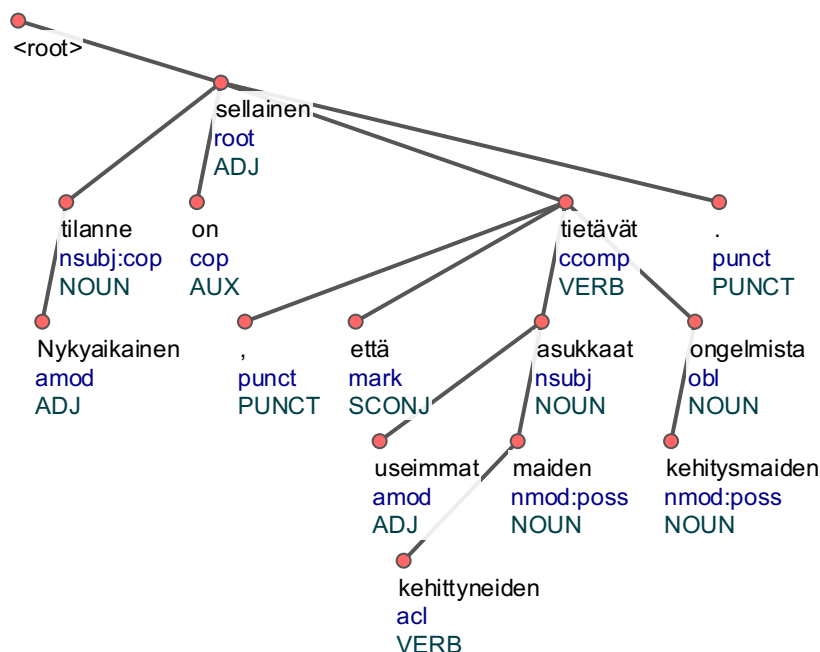 <root>
sellainen
root
ADJ
tilanne
nsubj:cop
NOUN
on
cop
AUX
tietävät
ccomp
VERB
.
punct
PUNCT
Nykyaikainen
amod
ADJ
,
punct
PUNCT
että
mark
SCONJ
asukkaat
nsubj
NOUN
ongelmista
obl
NOUN
useimmat
amod
ADJ
maiden
nmod:poss
NOUN
kehitysmaiden
nmod:poss
NOUN
kehittyneiden
acl
VERB